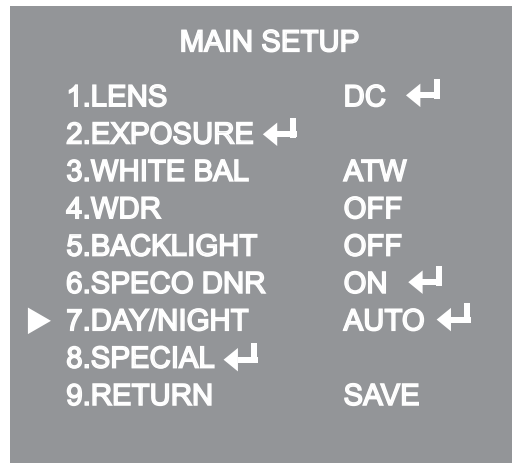 MAIN SETUP
1.LENS DC ↵
2.EXPOSURE ↵
3.WHITE BAL ATW
4.WDR OFF
5.BACKLIGHT OFF
6.SPECO DNR ON ↵
▶ 7.DAY/NIGHT AUTO ↵
8.SPECIAL ↵
9.RETURN SAVE